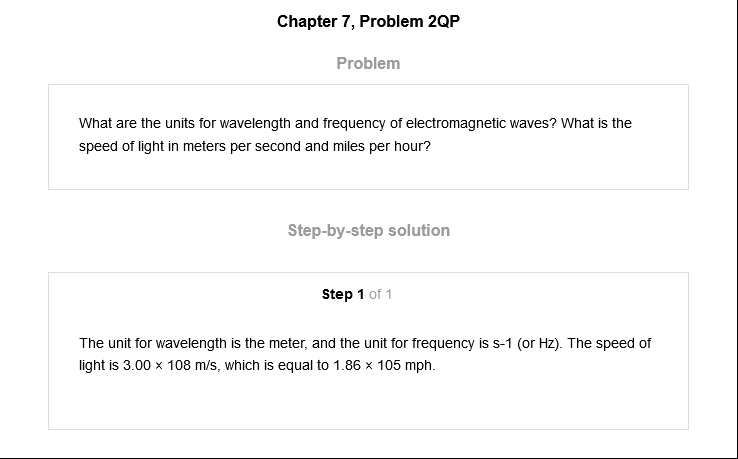 Chapter 7, Problem 2QP
Problem
What are the units for wavelength and frequency of electromagnetic waves? What is the
speed of light in meters per second and miles per hour?
Step-by-step solution
Step 1 of 1
The unit for wavelength is the meter, and the unit for frequency is s-1 (or Hz). The speed of
light is 3.00 × 108 m/s, which is equal to 1.86 × 105 mph.